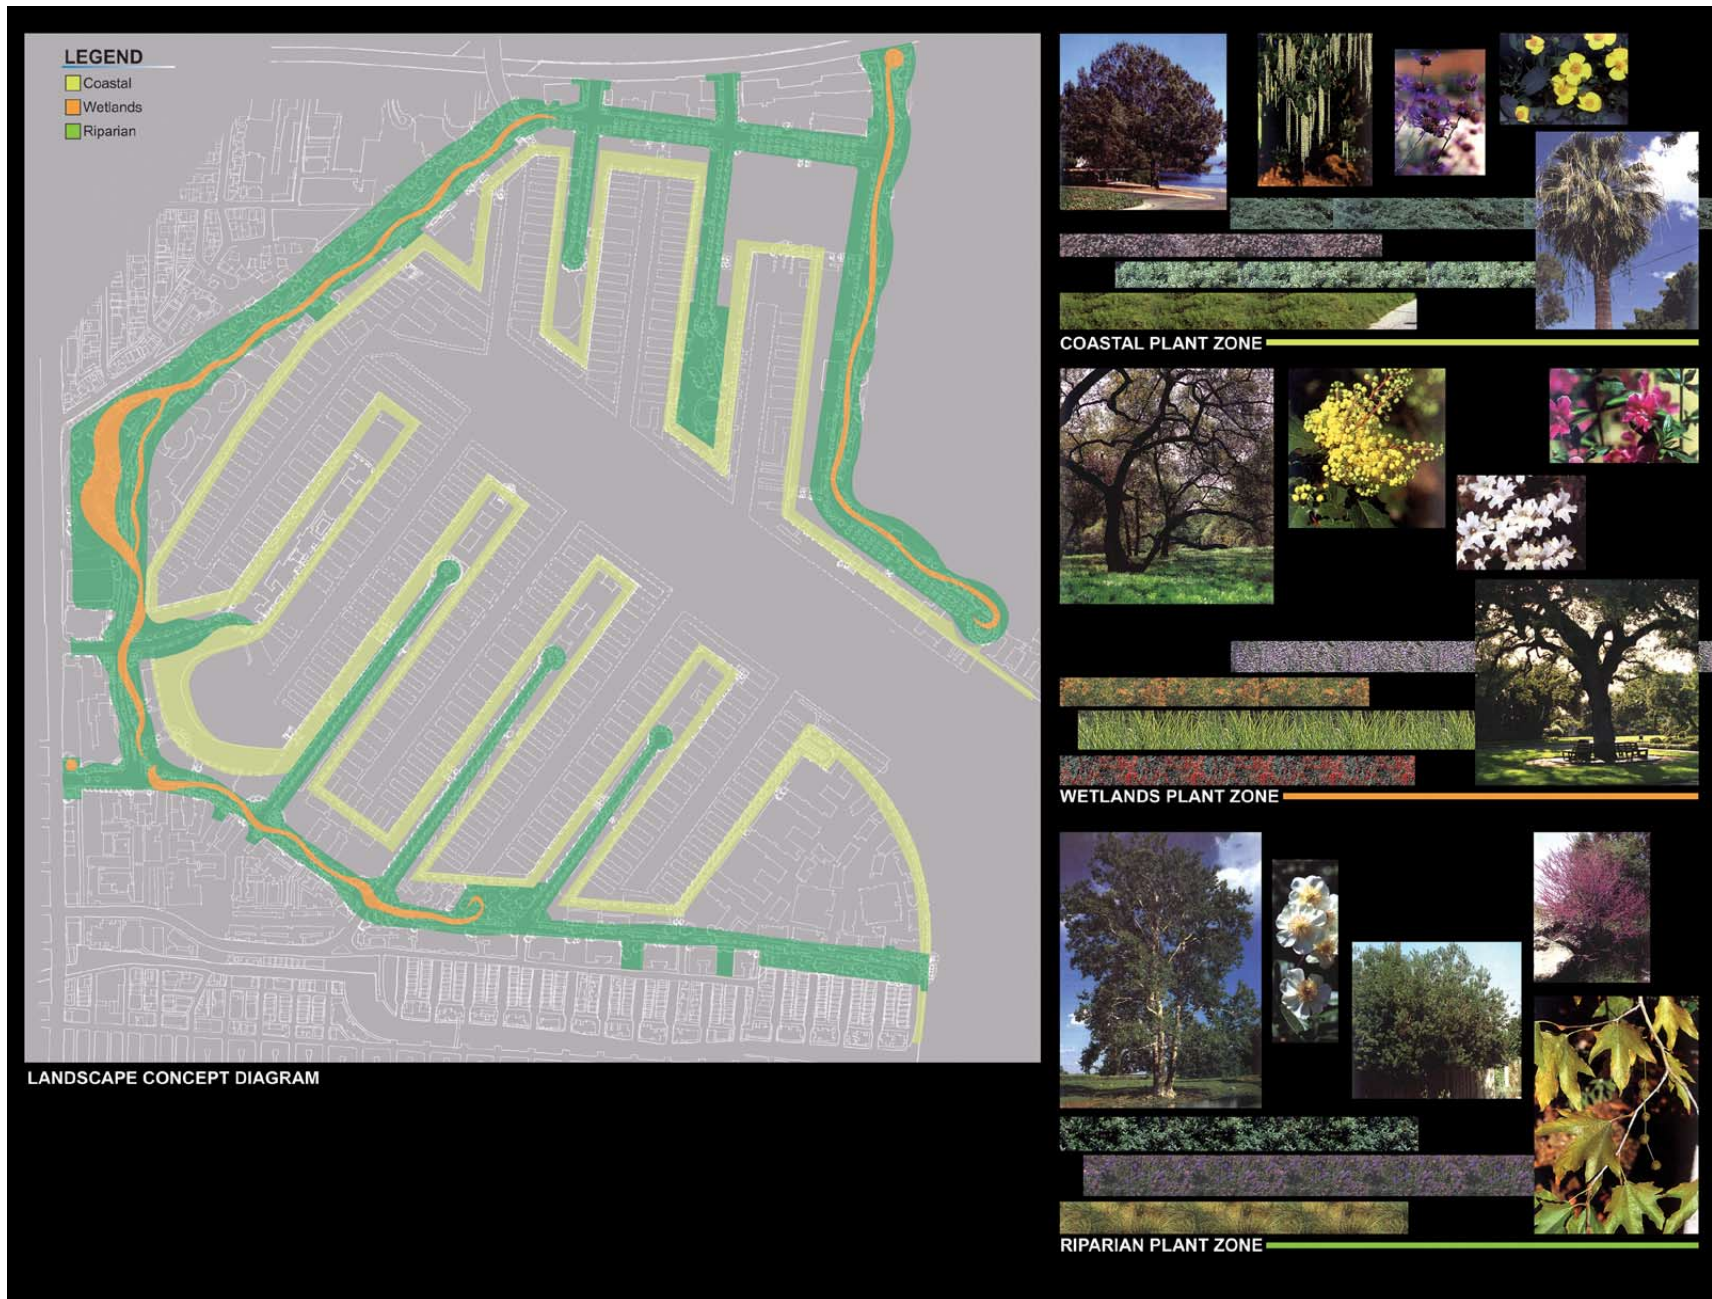 LEGEND
Coastal
Wetlands
Riparian
LANDSCAPE CONCEPT DIAGRAM
COASTAL PLANT ZONE
WETLANDS PLANT ZONE
RIPARIAN PLANT ZONE